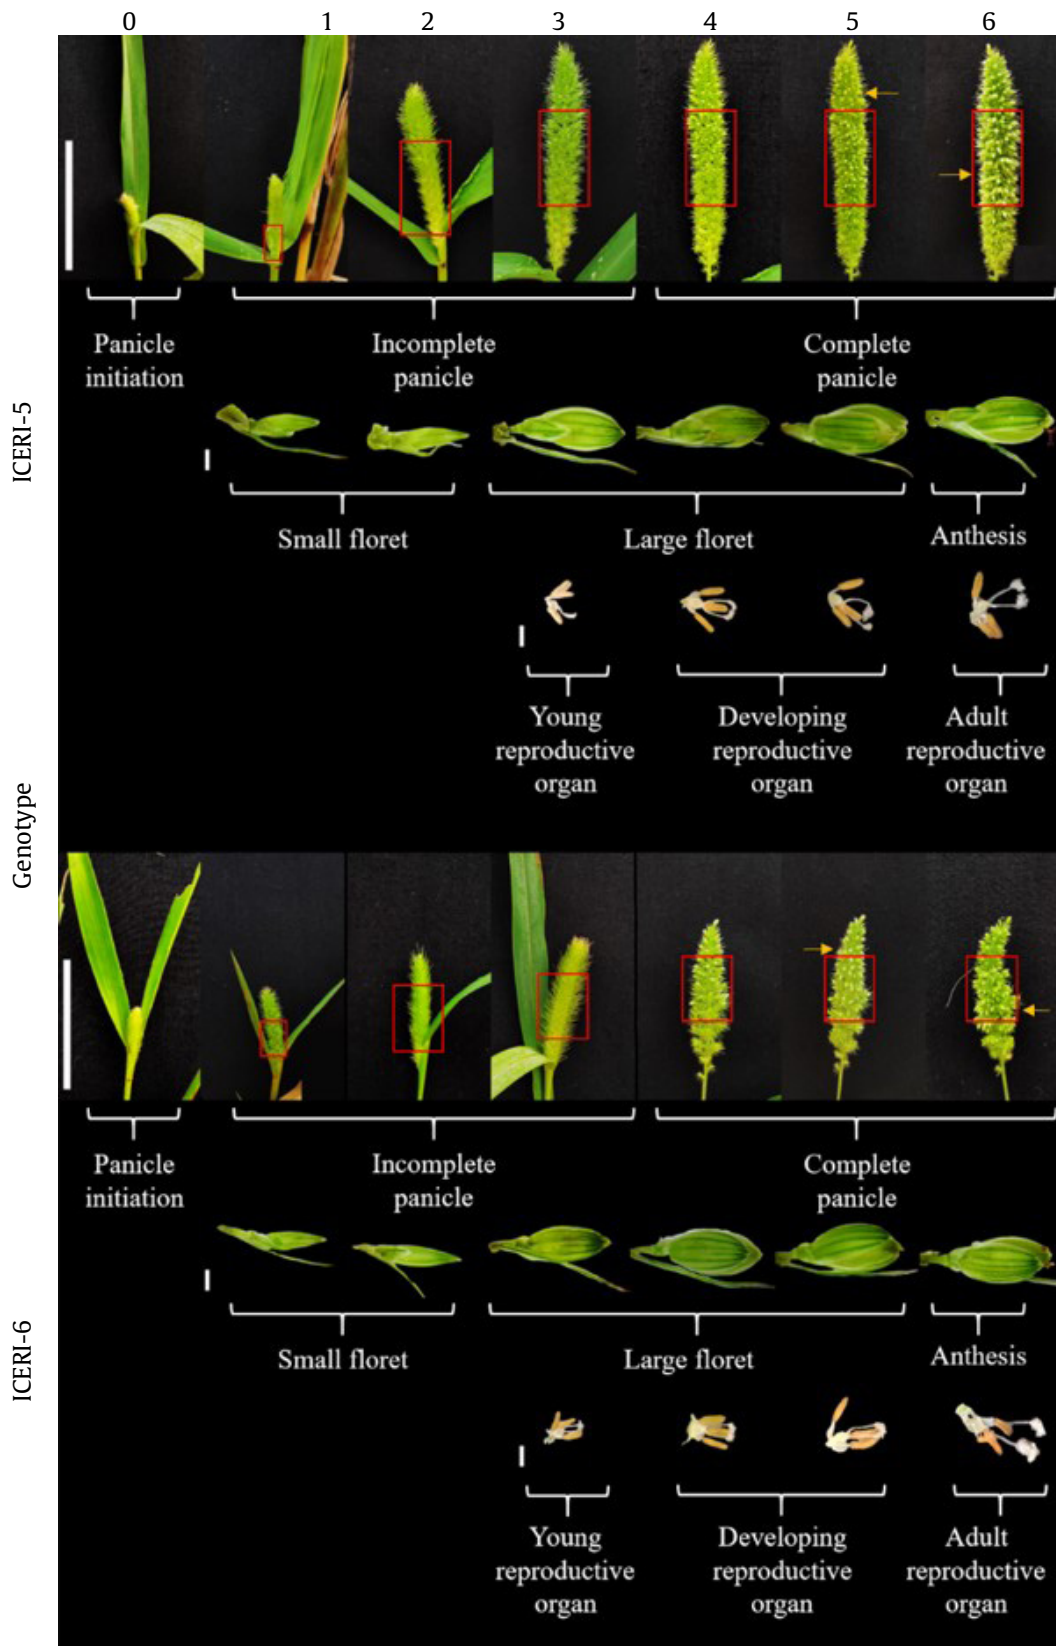 0 1 2 3 4 5 6
Panicle
initiation
Incomplete
panicle
Complete
panicle
ICERI-5
Small floret
Large floret
Anthesis
Young
reproductive
organ
Developing
reproductive
organ
Adult
reproductive
organ
Genotype
Panicle
initiation
Incomplete
panicle
Complete
panicle
ICERI-6
Small floret
Large floret
Anthesis
Young
reproductive
organ
Developing
reproductive
organ
Adult
reproductive
organ